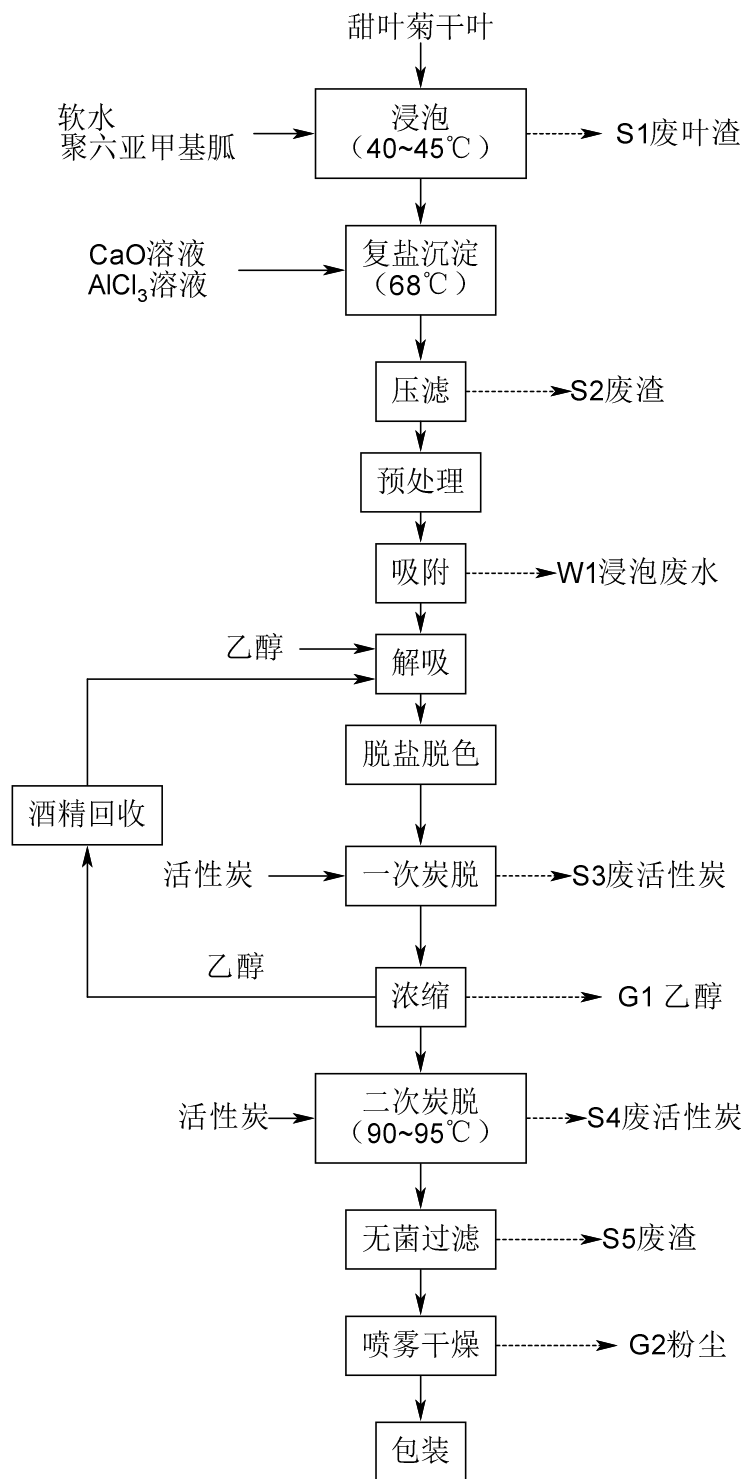 甜叶菊干叶
软水
聚六亚甲基胍
浸泡
（40~45℃）
S1废叶渣
CaO溶液
AlCl₃溶液
复盐沉淀
（68℃）
压滤
S2废渣
预处理
吸附
W1浸泡废水
乙醇
解吸
脱盐脱色
酒精回收
活性炭
一次炭脱
S3废活性炭
乙醇
浓缩
G1 乙醇
活性炭
二次炭脱
（90~95℃）
S4废活性炭
无菌过滤
S5废渣
喷雾干燥
G2粉尘
包装